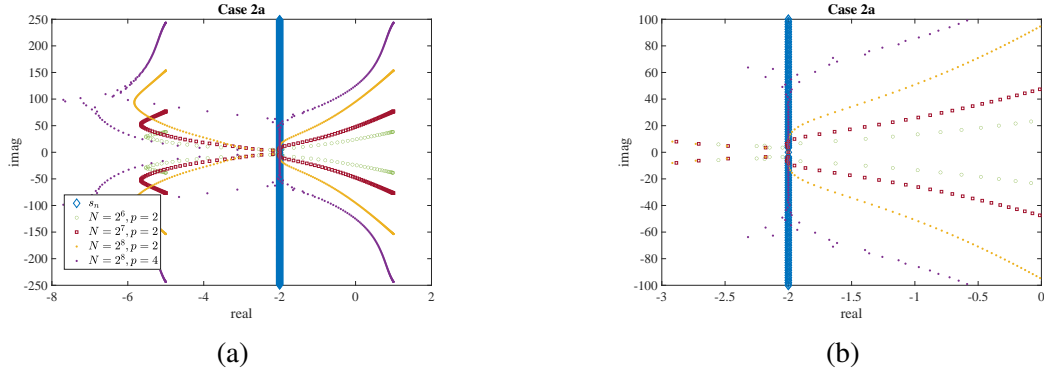 Case 2a
250
200
150
100
50
0
-50
-100
-150
-200
-250
imag
-8
-6
-4
-2
0
2
real
s_n
N = 2^6, p = 2
N = 2^7, p = 2
N = 2^8, p = 2
N = 2^8, p = 4
(a)
Case 2a
100
80
60
40
20
0
-20
-40
-60
-80
-100
imag
-3
-2.5
-2
-1.5
-1
-0.5
0
real
(b)